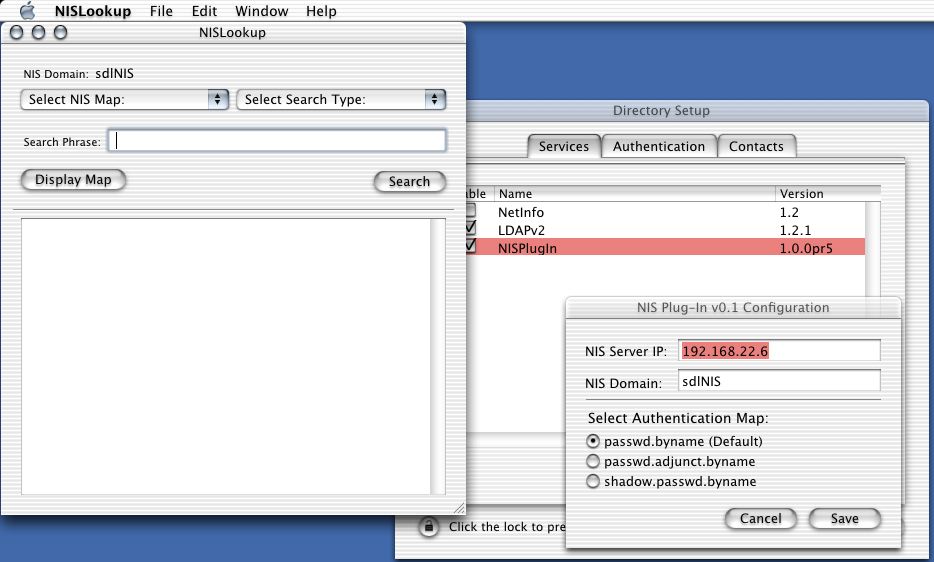 NISLookup File Edit Window Help
NISLookup
NIS Domain: sdlNIS
Select NIS Map: Select Search Type:
Search Phrase:
Display Map Search
Directory Setup
Services Authentication Contacts
Name Version
NetInfo 1.2
LDAPv2 1.2.1
NISPlugIn 1.0.0pr5
NIS Plug-In v0.1 Configuration
NIS Server IP: 192.168.22.6
NIS Domain: sdlNIS
Select Authentication Map:
passwd.byname (Default)
passwd.adjunct.byname
shadow.passwd.byname
Cancel Save
Click the lock to pre